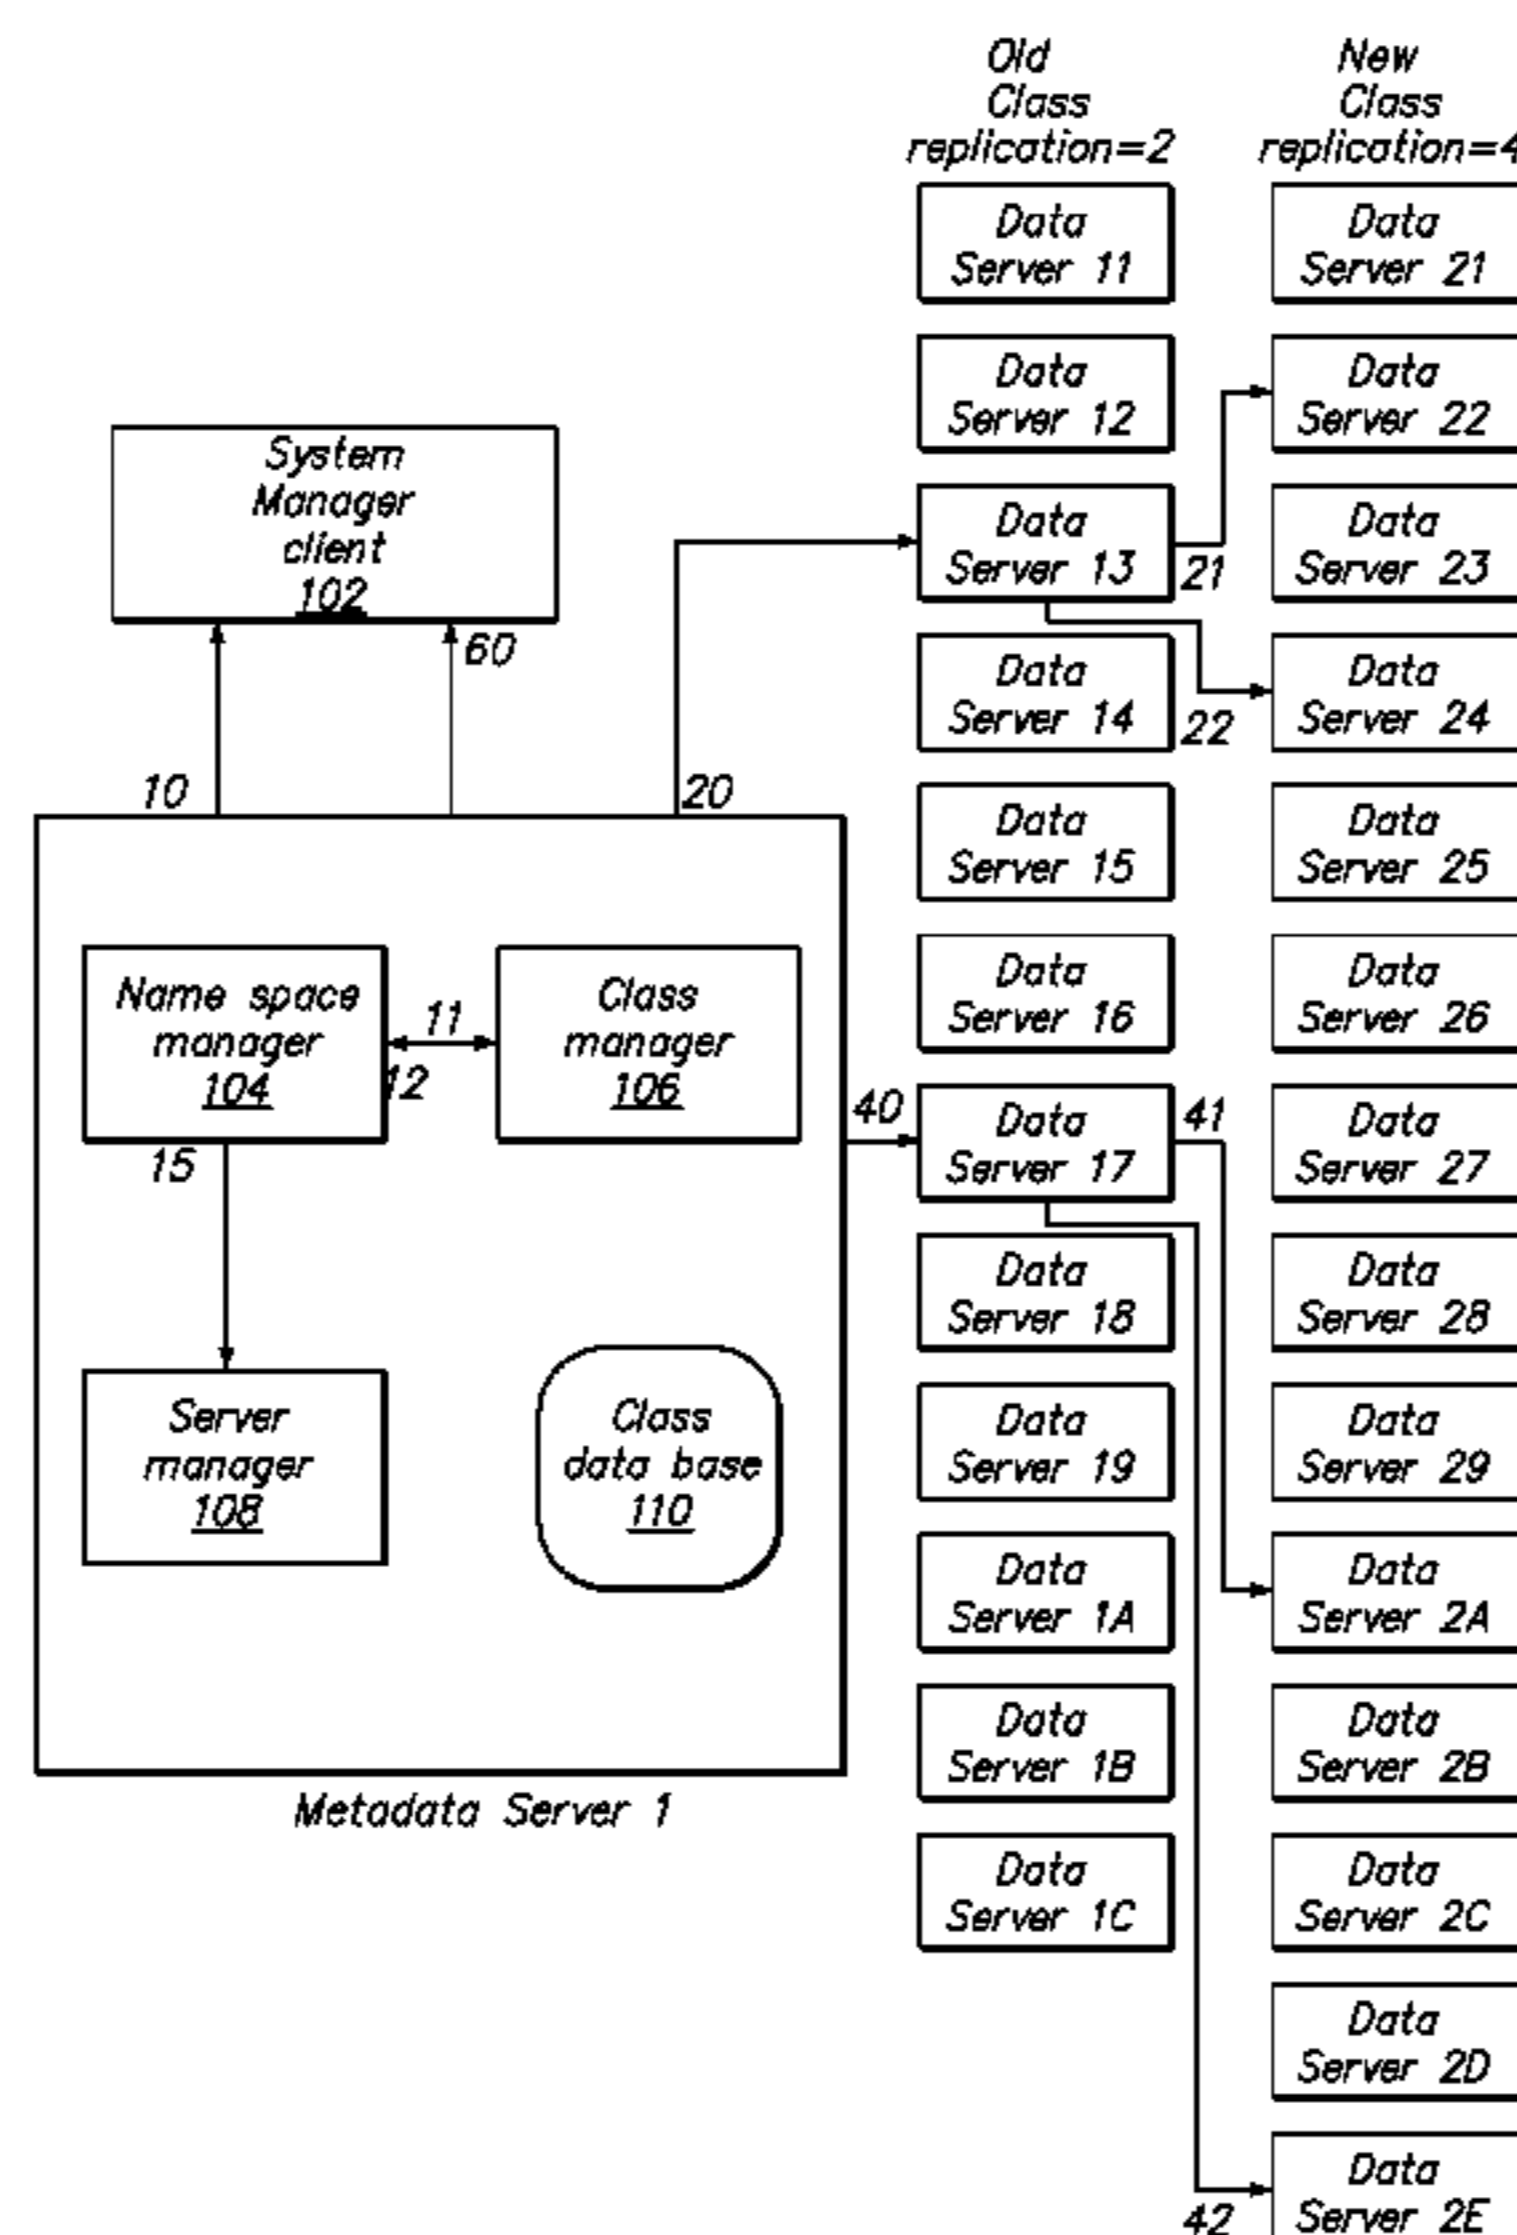 Old
Class
replication=2
New
Class
replication=4
Data
Server 11
Data
Server 21
Data
Server 12
Data
Server 22
System
Manager
client
102
Data
Server 13
21
Data
Server 23
60
Data
Server 14
22
Data
Server 24
10
20
Data
Server 15
Data
Server 25
Name space
manager
104
11
12
Class
manager
106
Data
Server 16
Data
Server 26
15
40
Data
Server 17
41
Data
Server 27
Data
Server 18
Data
Server 28
Server
manager
108
Class
data base
110
Data
Server 19
Data
Server 29
Data
Server 1A
Data
Server 2A
Data
Server 1B
Data
Server 2B
Metadata Server 1
Data
Server 1C
Data
Server 2C
Data
Server 2D
42
Data
Server 2E